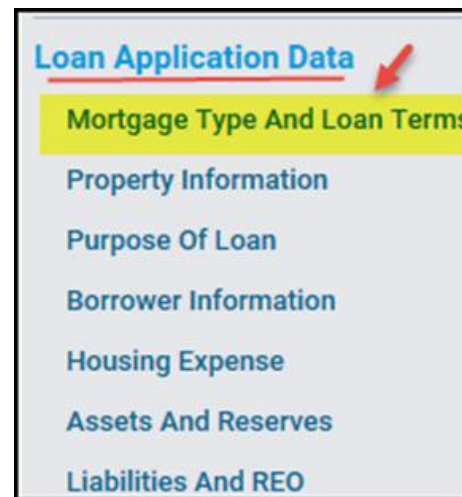 Loan Application Data
Mortgage Type And Loan Terms
Property Information
Purpose Of Loan
Borrower Information
Housing Expense
Assets And Reserves
Liabilities And REO